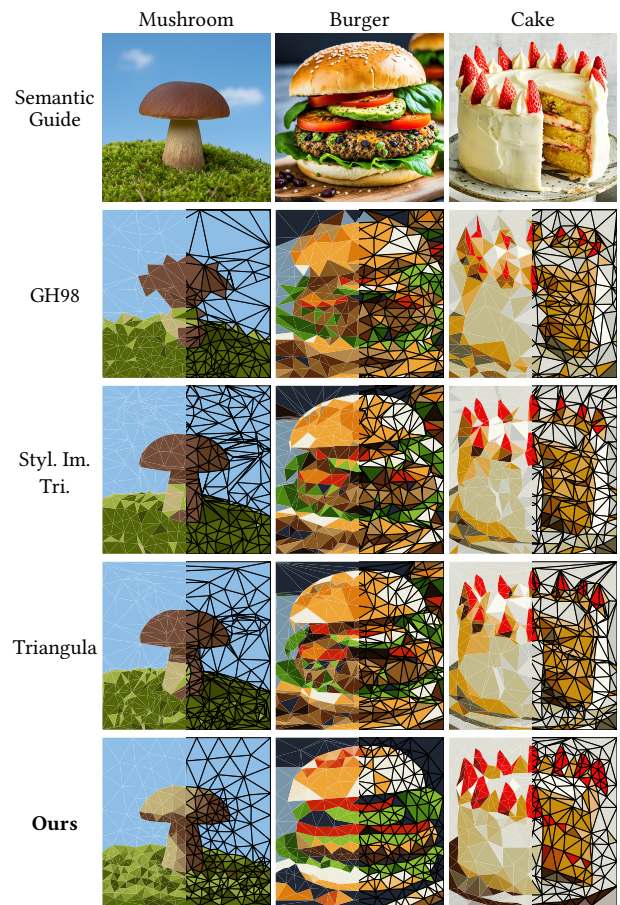 Mushroom Burger Cake
Semantic
Guide
GH98
Styl. Im.
Tri.
Triangula
Ours